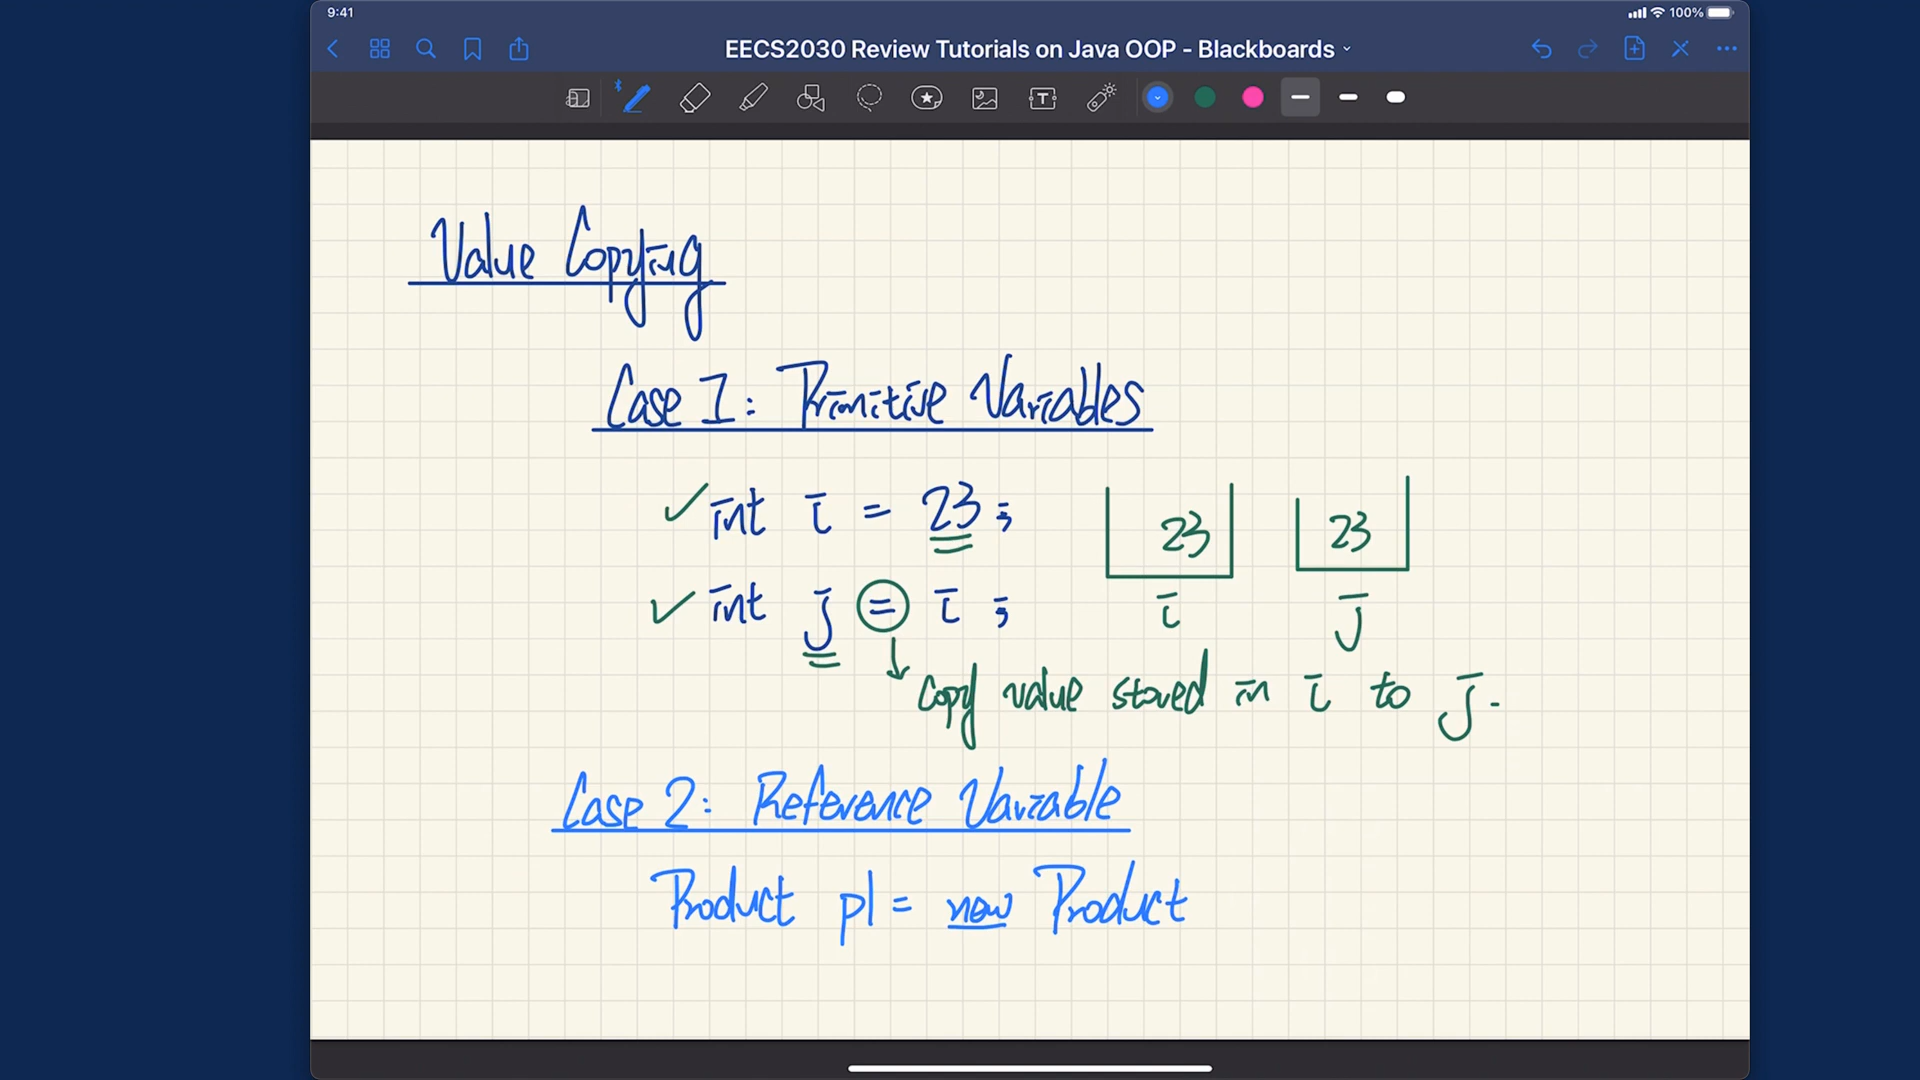 9:41
100%
EECS2030 Review Tutorials on Java OOP - Blackboards
Value Copying
Case 1: Primitive Variables
int i = 23;
23 23
int j = i;
i j
Copy value stored in i to j.
Case 2: Reference Variable
Product p1 = new Product